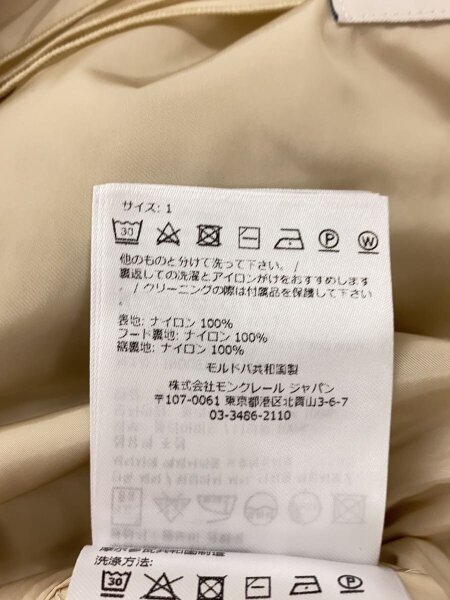 サイズ: 1
30 P W
他のものと分けて洗って下さい。/
裏返しての洗濯とアイロンがけをおすすめします
。/ クリーニングの際は付属品を保護して下さい
。
表地: ナイロン 100%
フード裏地: ナイロン 100%
裾裏地: ナイロン 100%
モルドバ共和国製
株式会社モンクレール ジャパン
〒107-0061 東京都港区北青山3-6-7
03-3486-2110
洗涤方法:
30